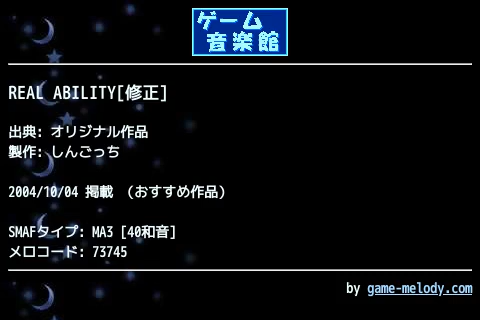 ゲーム
音楽館
REAL ABILITY[修正]
出典: オリジナル作品
製作: しんごっち
2004/10/04 掲載 (おすすめ作品)
SMAFタイプ: MA3 [40和音]
メロコード: 73745
by game-melody.com